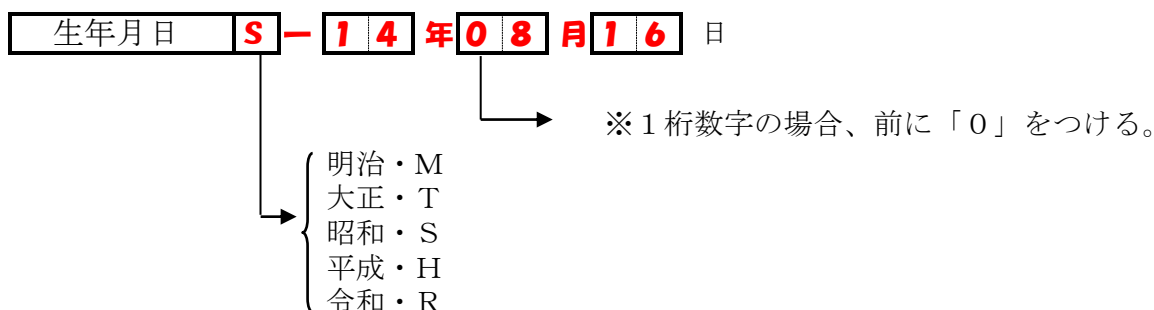 生年月日 S ー 1 4 年 0 8 月 1 6 日
※１桁数字の場合、前に「０」をつける。
明治・Ｍ
大正・Ｔ
昭和・Ｓ
平成・Ｈ
令和・Ｒ